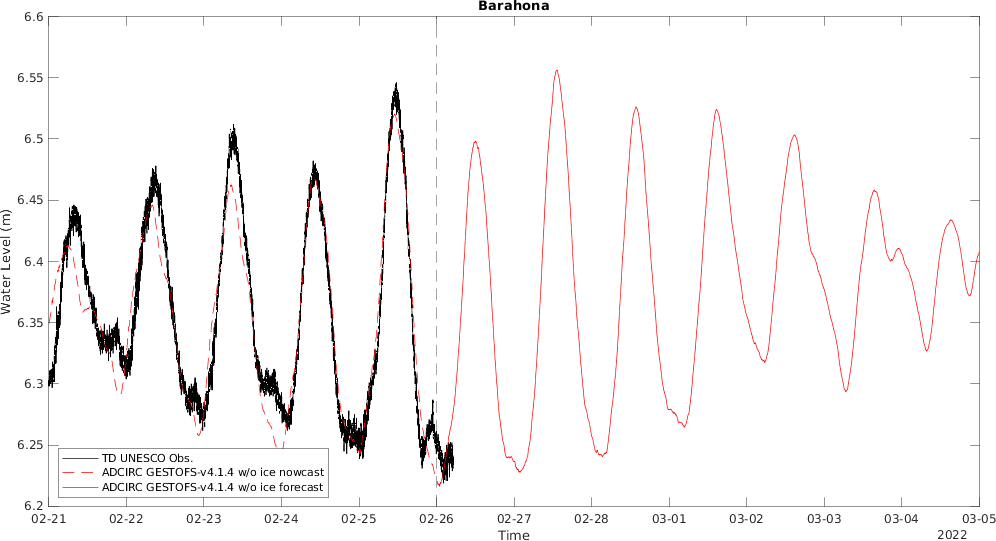 Barahona
6.6
6.55
6.5
6.45
6.4
6.35
6.3
6.25
6.2
Water Level (m)
TD UNESCO Obs.
ADCIRC GESTOFS-v4.1.4 w/o ice nowcast
ADCIRC GESTOFS-v4.1.4 w/o ice forecast
02-21 02-22 02-23 02-24 02-25 02-26 02-27 02-28 03-01 03-02 03-03 03-04 03-05
Time
2022